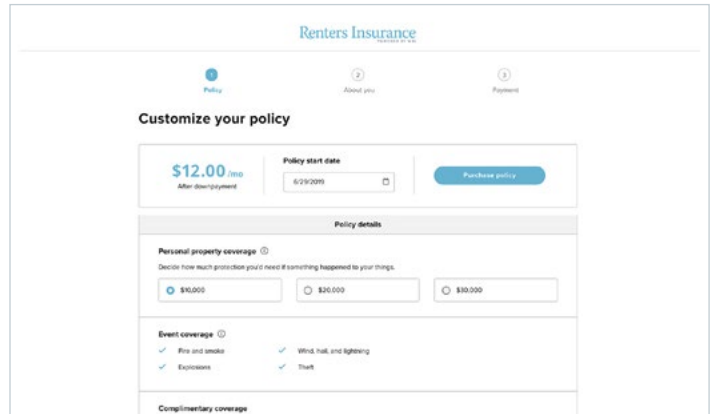 Renters Insurance
1
2
3
Policy
About you
Payment
Customize your policy
$12.00 /mo
After downpayment
Policy start date
6/29/2019
Purchase policy
Policy details
Personal property coverage
Decide how much protection you'd need if something happened to your things.
$10,000
$20,000
$30,000
Event coverage
Fire and smoke
Wind, hail, and lightning
Explosions
Theft
Complimentary coverage